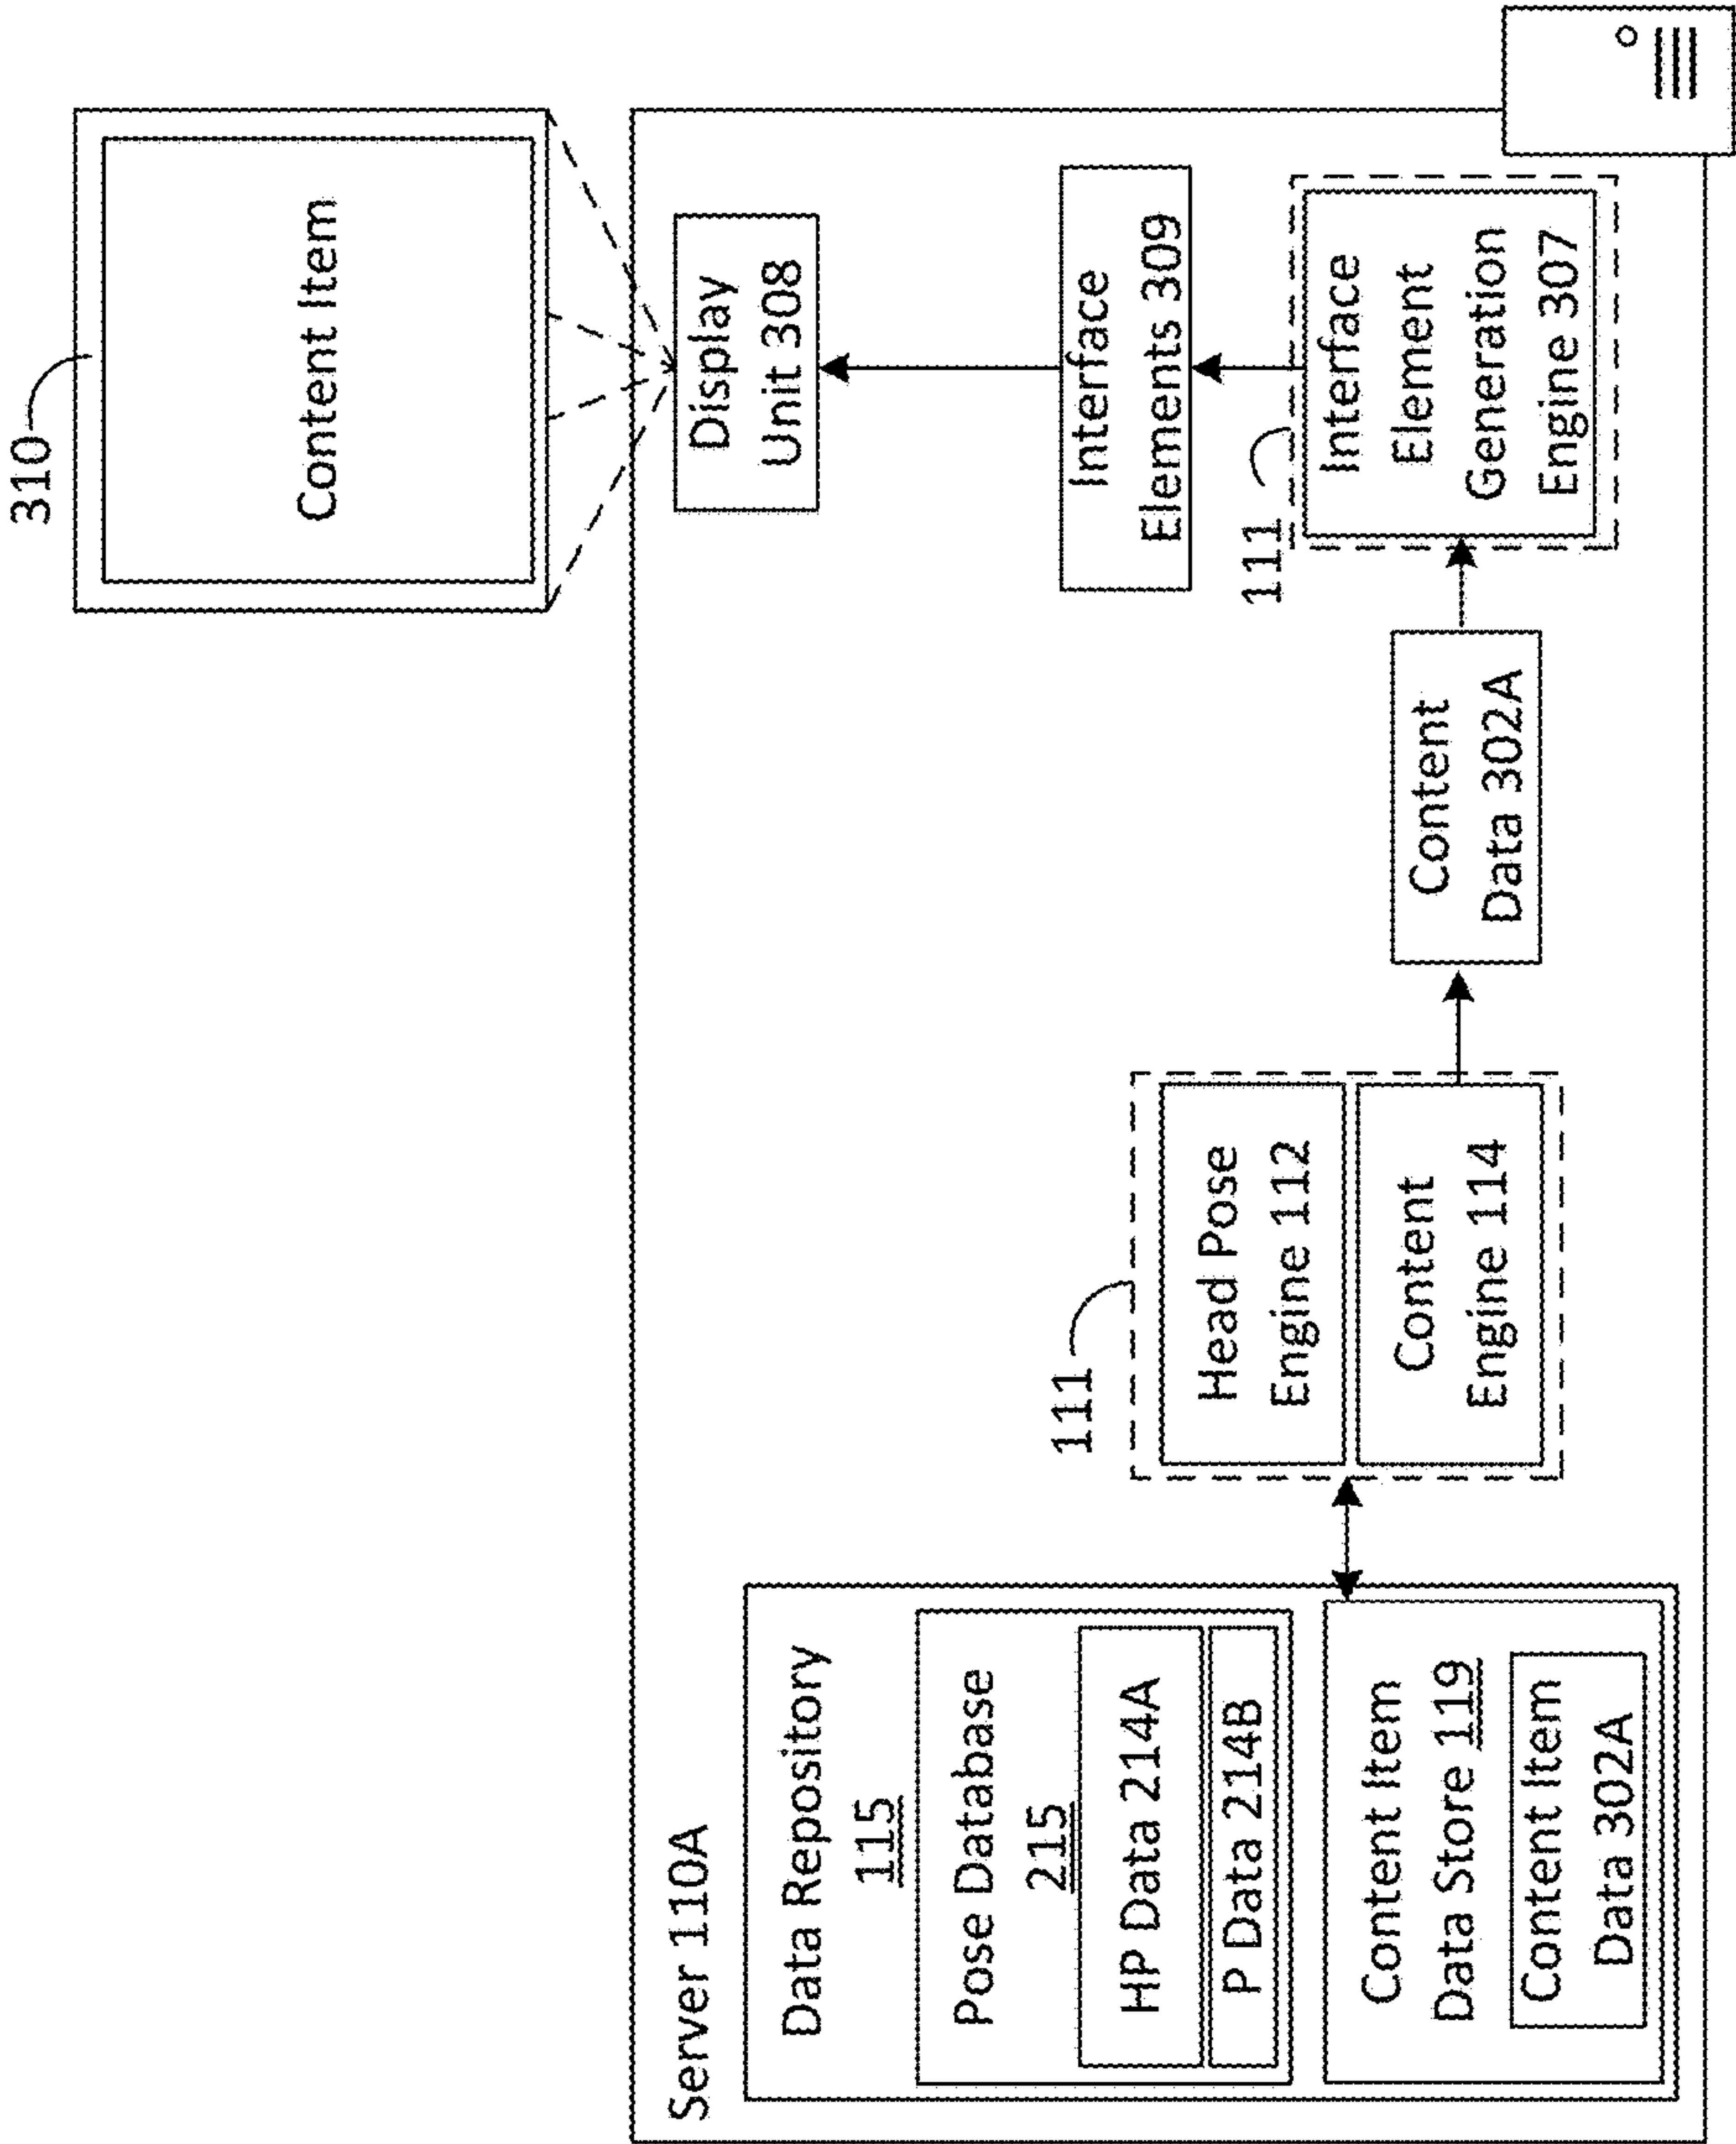 310
Content Item
Server 110A
Data Repository
115
Pose Database
215
HP Data 214A
P Data 214B
Content Item
Data Store 119
Content Item
Data 302A
111
Head Pose
Engine 112
Content
Engine 114
Content
Data 302A
Display
Unit 308
Interface
Elements 309
111
Interface
Element
Generation
Engine 307